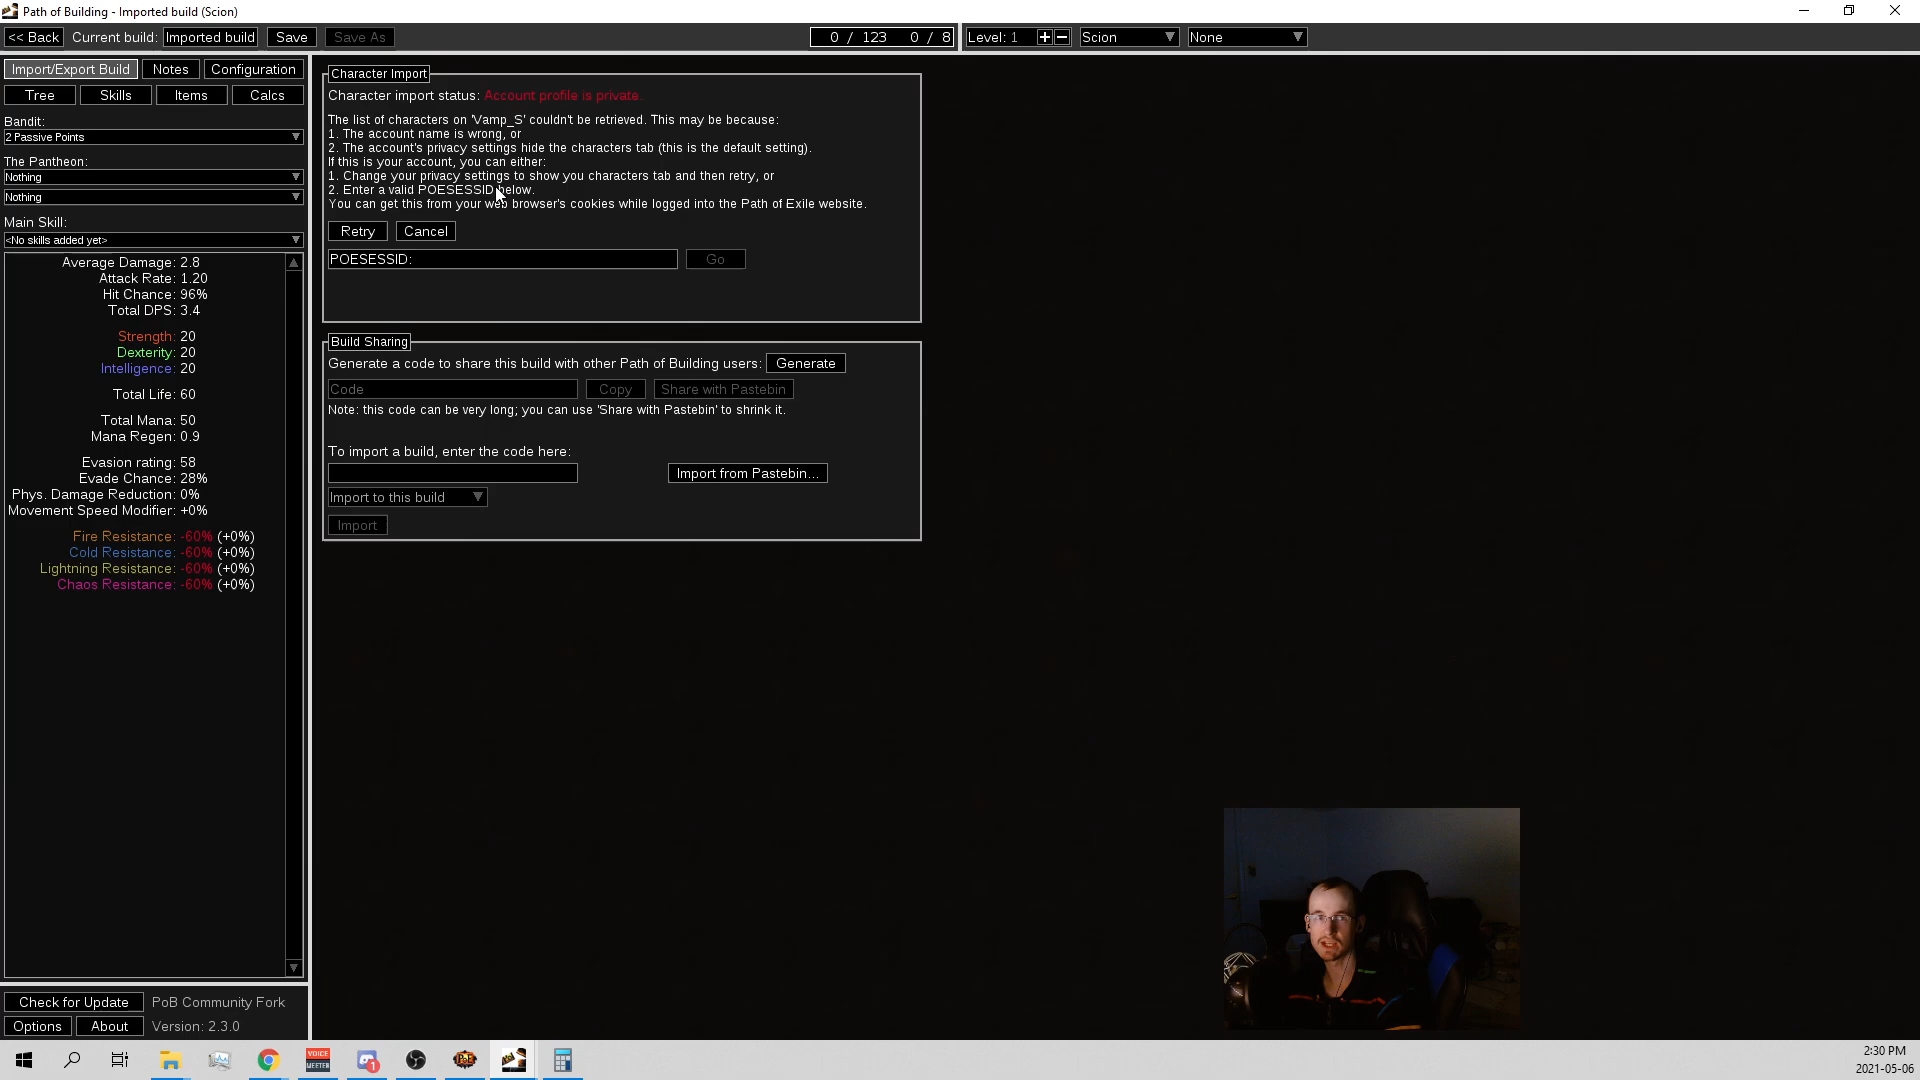 Path of Building - Imported build (Scion)
<< Back Current build: Imported build Save Save As 0 / 123 0 / 8 Level: 1 + - Scion None
Import/Export Build Notes Configuration
Tree Skills Items Calcs
Bandit:
2 Passive Points
The Pantheon:
Nothing
Nothing
Main Skill:
<No skills added yet>
Average Damage: 2.8
Attack Rate: 1.20
Hit Chance: 96%
Total DPS: 3.4
Strength: 20
Dexterity: 20
Intelligence: 20
Total Life: 60
Total Mana: 50
Mana Regen: 0.9
Evasion rating: 58
Evade Chance: 28%
Phys. Damage Reduction: 0%
Movement Speed Modifier: +0%
Fire Resistance: -60% (+0%)
Cold Resistance: -60% (+0%)
Lightning Resistance: -60% (+0%)
Chaos Resistance: -60% (+0%)
Check for Update PoB Community Fork
Options About Version: 2.3.0
Character Import
Character import status: Account profile is private.
The list of characters on 'Vamp_S' couldn't be retrieved. This may be because:
1. The account name is wrong, or
2. The account's privacy settings hide the characters tab (this is the default setting).
If this is your account, you can either:
1. Change your privacy settings to show you characters tab and then retry, or
2. Enter a valid POESESSID below.
You can get this from your web browser's cookies while logged into the Path of Exile website.
Retry Cancel
POESESSID: Go
Build Sharing
Generate a code to share this build with other Path of Building users: Generate
Code Copy Share with Pastebin
Note: this code can be very long; you can use 'Share with Pastebin' to shrink it.
To import a build, enter the code here:
Import from Pastebin...
Import to this build
Import
VOICE
MEETER
1
PoE
2:30 PM
2021-05-06